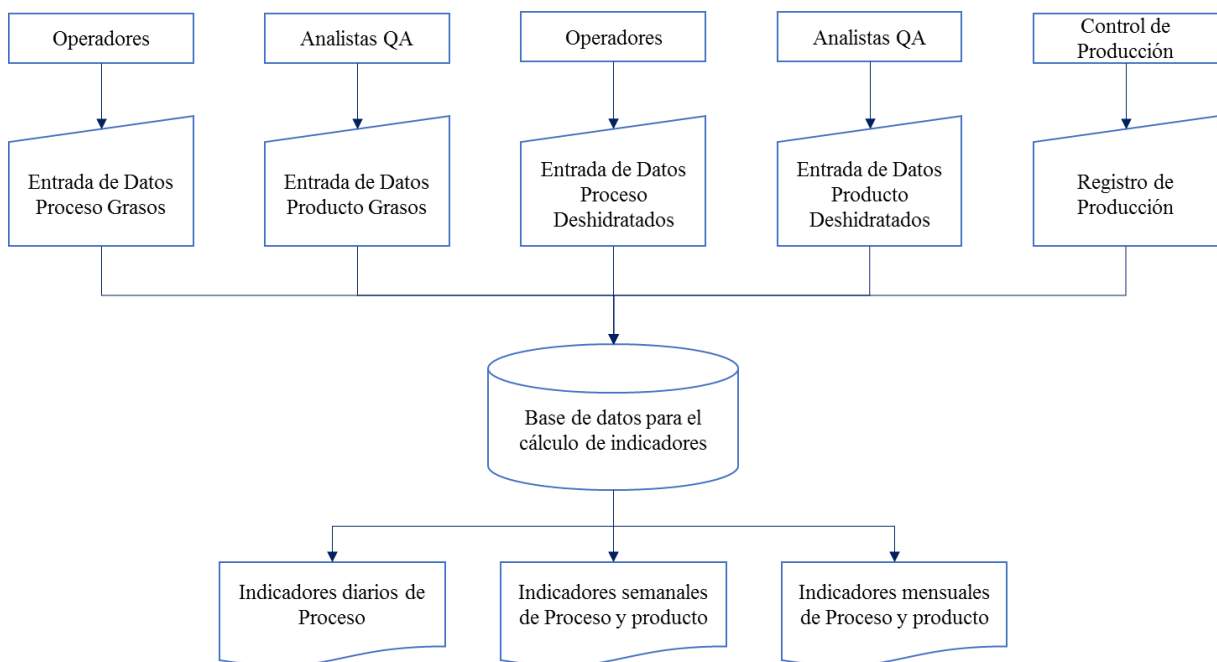 Operadores
Analistas QA
Operadores
Analistas QA
Control de
Producción
Entrada de Datos
Proceso Grasos
Entrada de Datos
Producto Grasos
Entrada de Datos
Proceso
Deshidratados
Entrada de Datos
Producto
Deshidratados
Registro de
Producción
Base de datos para el
cálculo de indicadores
Indicadores diarios de
Proceso
Indicadores semanales
de Proceso y producto
Indicadores mensuales
de Proceso y producto